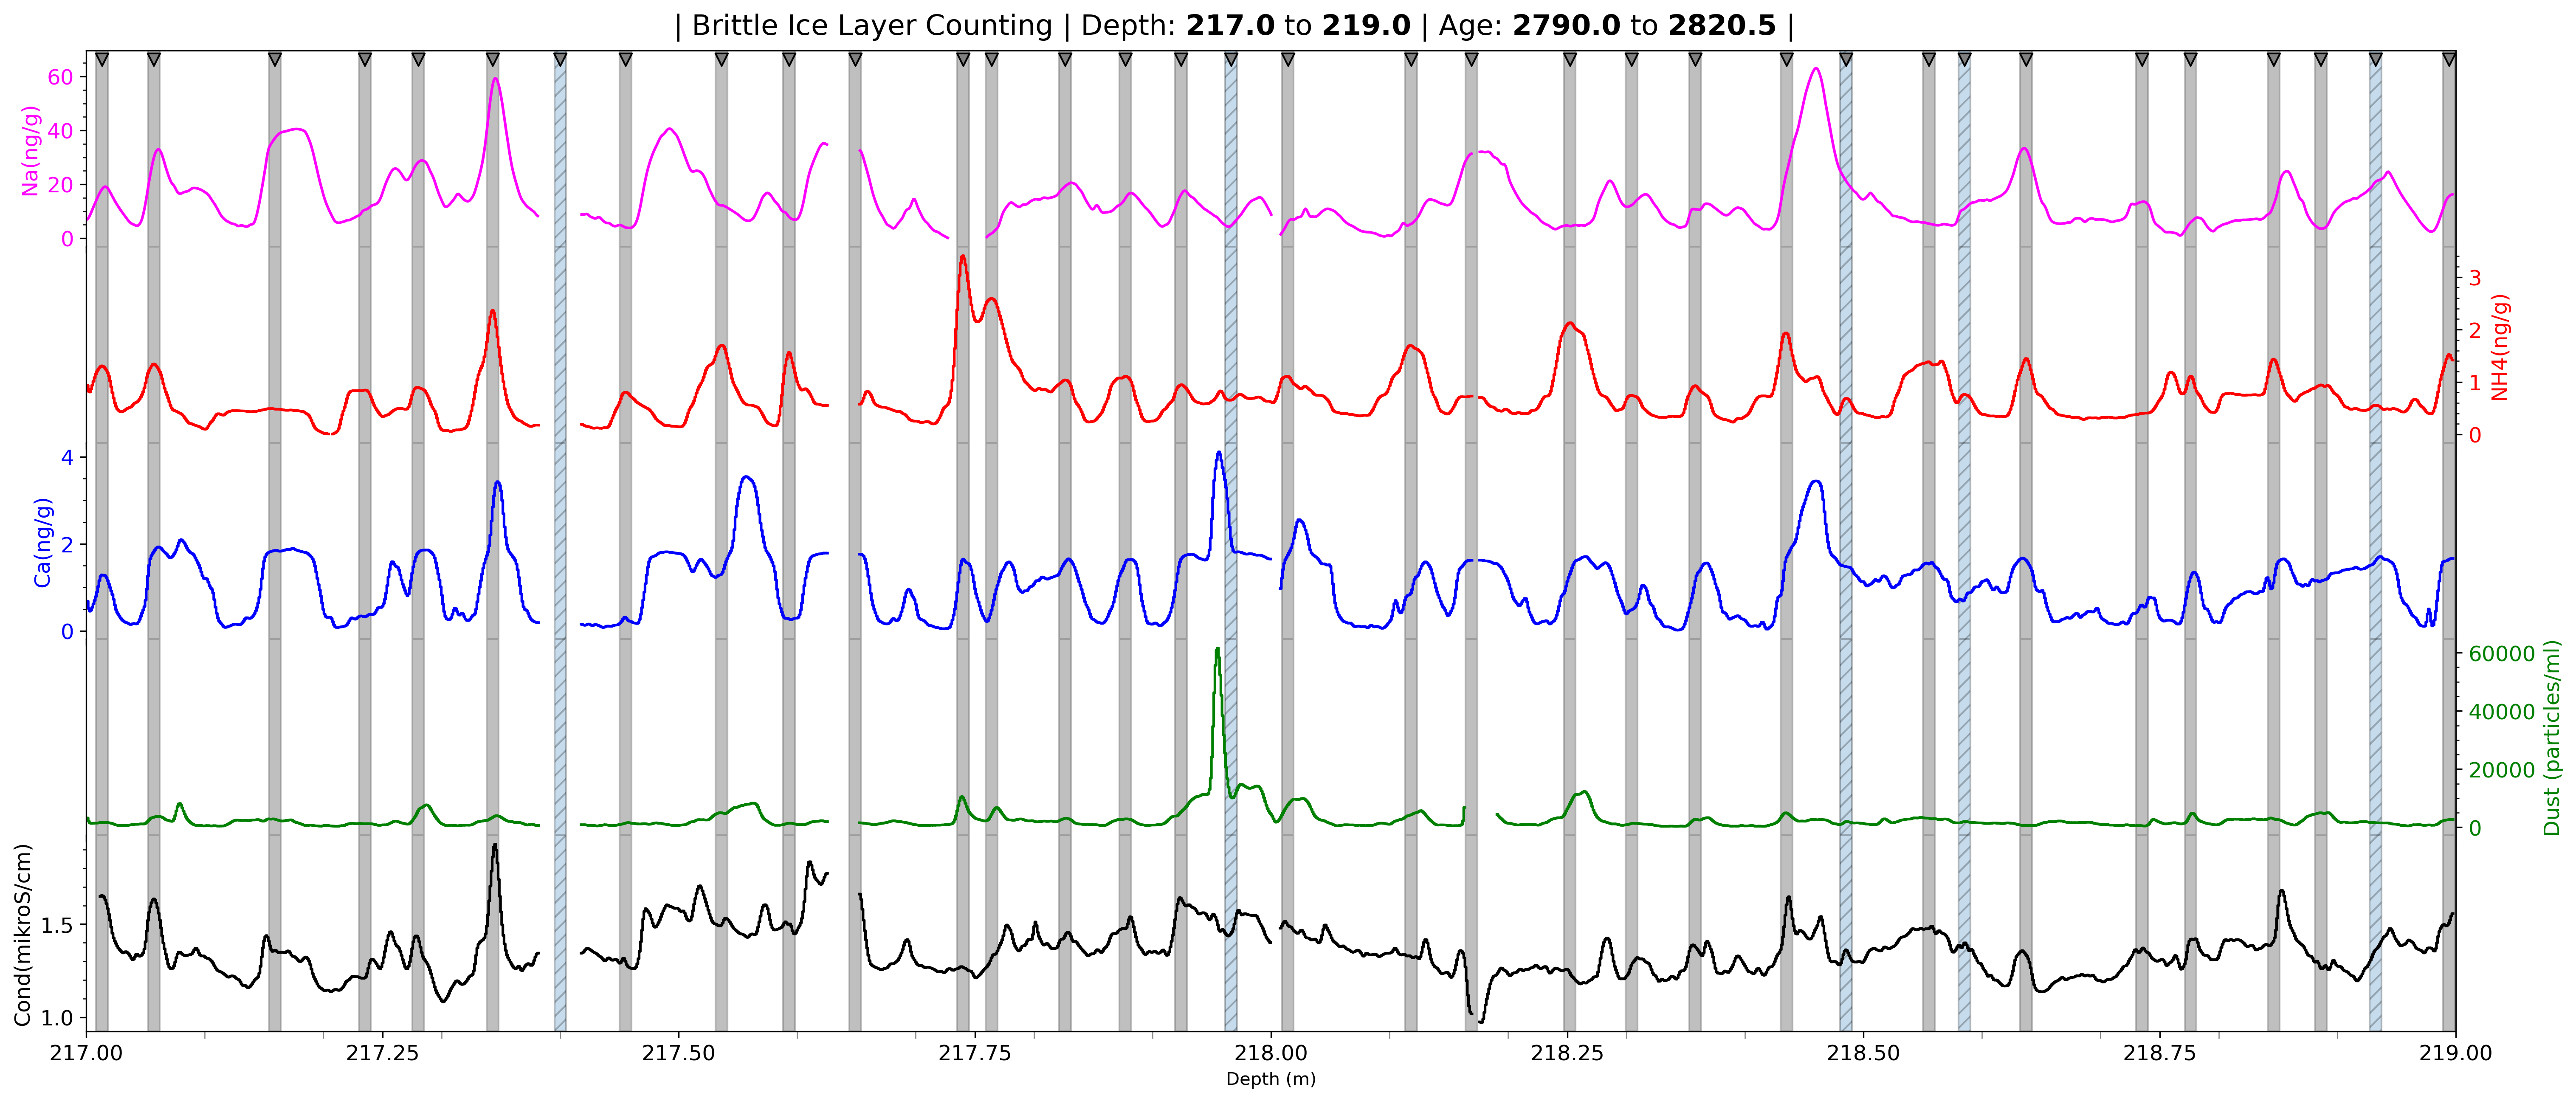 | Brittle Ice Layer Counting | Depth: 217.0 to 219.0 | Age: 2790.0 to 2820.5 |
Na(ng/g)
60
40
20
0
NH4(ng/g)
3
2
1
0
Ca(ng/g)
4
2
0
Dust (particles/ml)
60000
40000
20000
0
Cond(mikroS/cm)
1.5
1.0
217.00 217.25 217.50 217.75 218.00 218.25 218.50 218.75 219.00
Depth (m)